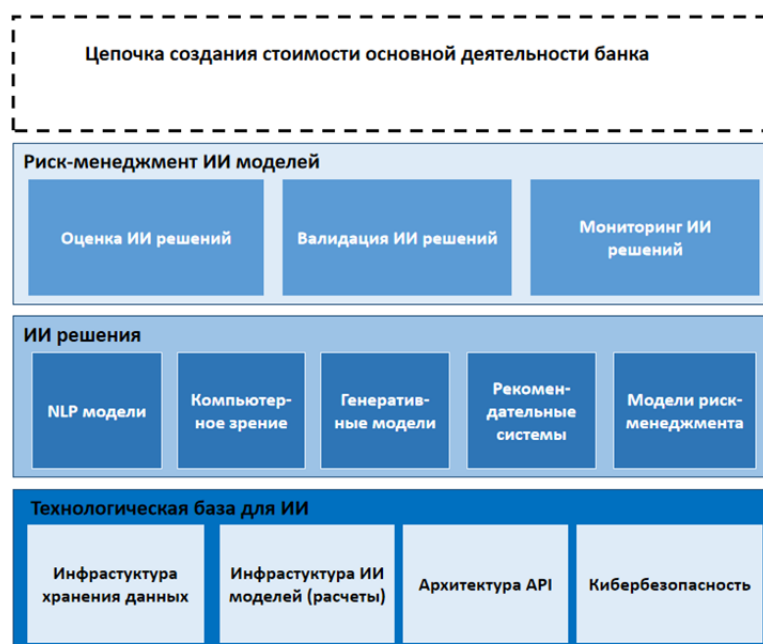 Цепочка создания стоимости основной деятельности банка
Риск-менеджмент ИИ моделей
Оценка ИИ решений
Валидация ИИ решений
Мониторинг ИИ
решений
ИИ решения
NLP модели
Компьютер-
ное зрение
Генератив-
ные модели
Рекомен-
дательные
системы
Модели риск-
менеджмента
Технологическая база для ИИ
Инфрастуктура
хранения данных
Инфрастуктура ИИ
моделей (расчеты)
Архитектура API
Кибербезопасность